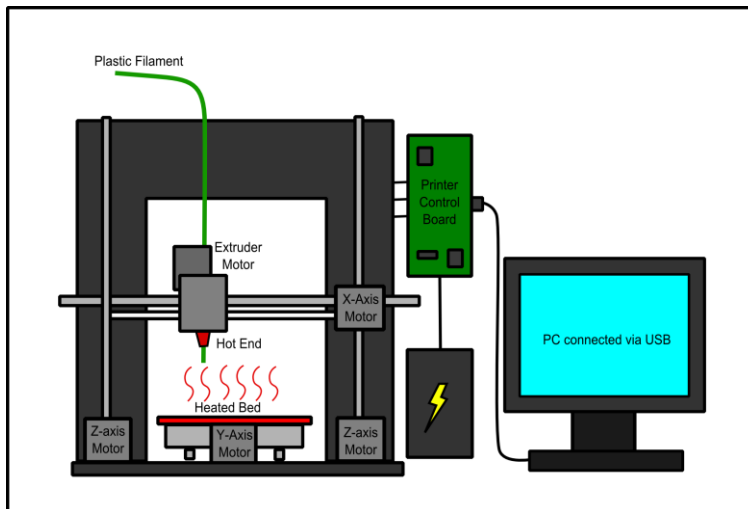 Plastic Filament
Printer
Control
Board
Extruder
Motor
X-Axis
Motor
PC connected via USB
Hot End
Heated Bed
Z-axis
Motor
Y-Axis
Motor
Z-axis
Motor